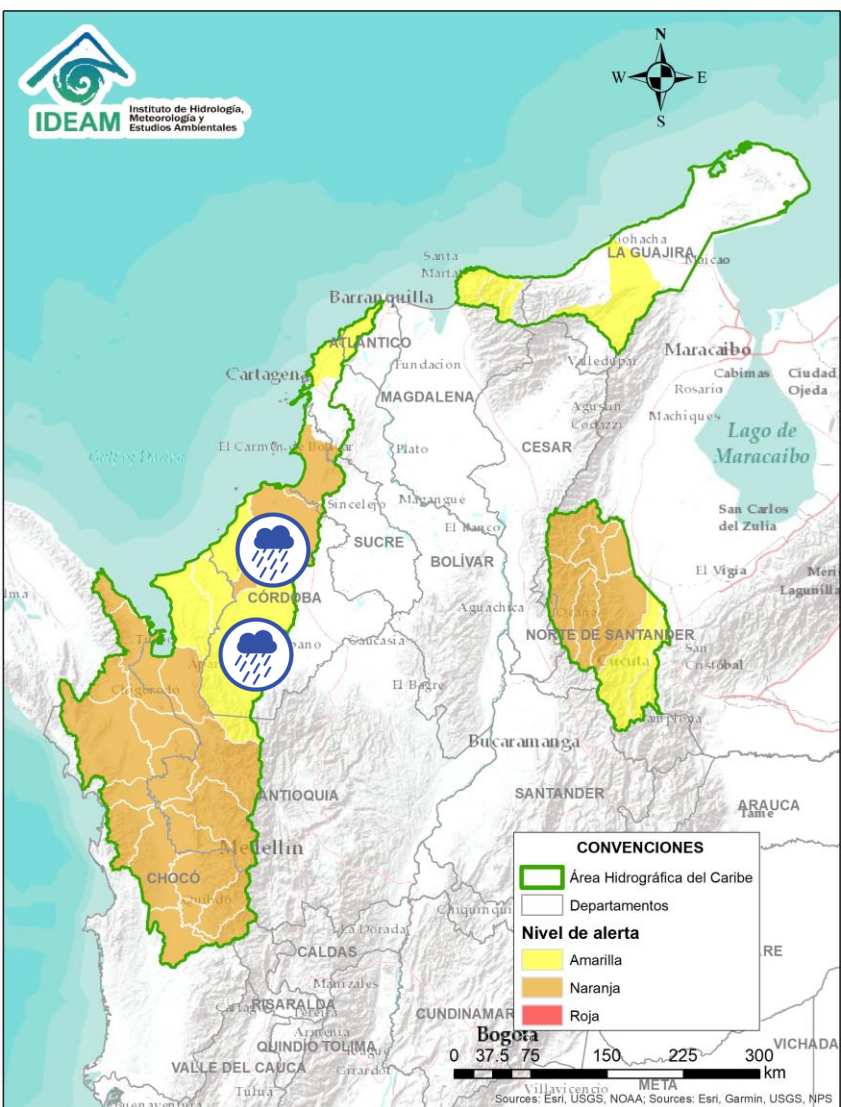 IDEAM
Instituto de Hidrología,
Meteorología y
Estudios Ambientales
N
W
E
S
LA GUAJIRA
Maicao
Santa
Barranquilla
ATLÁNTICO
Cartagena
Fundación
Valledupar
Maracaibo
Cabimas
Ciudad
Ojeda
Rosario
Machiques
MAGDALENA
Agustín
Codazzi
CESAR
Lago de
Maracaibo
El Carmen de Bolívar
Plato
Sincelejo
Magangue
San Carlos
del Zulia
El Banco
SUCRE
BOLÍVAR
El Vigía
CÓRDOBA
Aguachica
NORTE DE SANTANDER
Cúcuta
San
Cristóbal
Caucasia
Chigorodó
El Bagre
Pamplona
Bucaramanga
ANTIOQUIA
SANTANDER
ARAUCA
Tame
Medellín
CHOCÓ
Quibdó
La Dorada
CALDAS
Manizales
RISARALDA
Pereira
Armenia
QUINDÍO
TOLIMA
VALLE DEL CAUCA
Tuluá
Buenaventura
Girardot
Bogotá
Villavicencio
META
VICHADA
CONVENCIONES
Área Hidrográfica del Caribe
Departamentos
Nivel de alerta
Amarilla
Naranja
Roja
0 37.5 75 150 225 300
km
Sources: Esri, USGS, NOAA; Sources: Esri, Garmin, USGS, NPS